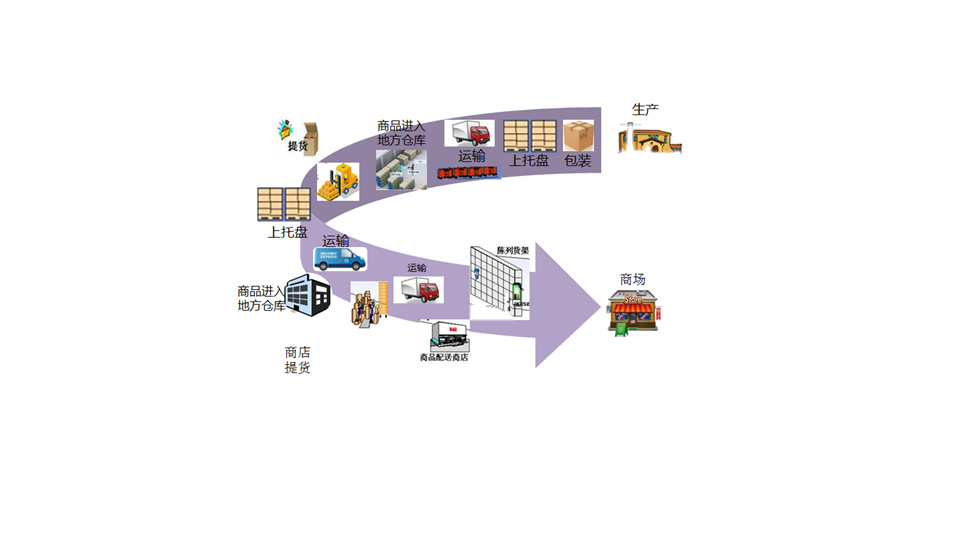 生产
包装
上托盘
运输
商品进入
地方仓库
提货
上托盘
运输
商品进入
地方仓库
商店
提货
运输
商品配送商店
陈列货架
商场